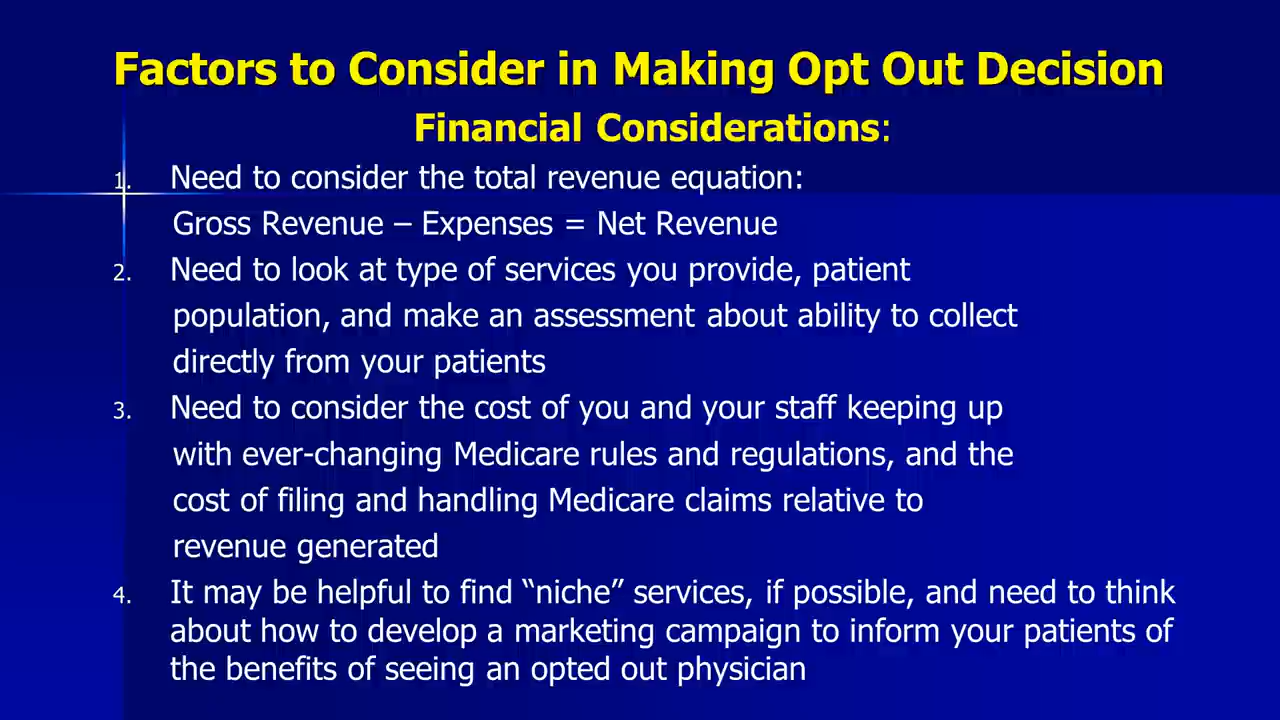 Factors to Consider in Making Opt Out Decision
Financial Considerations:
1. Need to consider the total revenue equation:
Gross Revenue – Expenses = Net Revenue
2. Need to look at type of services you provide, patient
population, and make an assessment about ability to collect
directly from your patients
3. Need to consider the cost of you and your staff keeping up
with ever-changing Medicare rules and regulations, and the
cost of filing and handling Medicare claims relative to
revenue generated
4. It may be helpful to find “niche” services, if possible, and need to think
about how to develop a marketing campaign to inform your patients of
the benefits of seeing an opted out physician